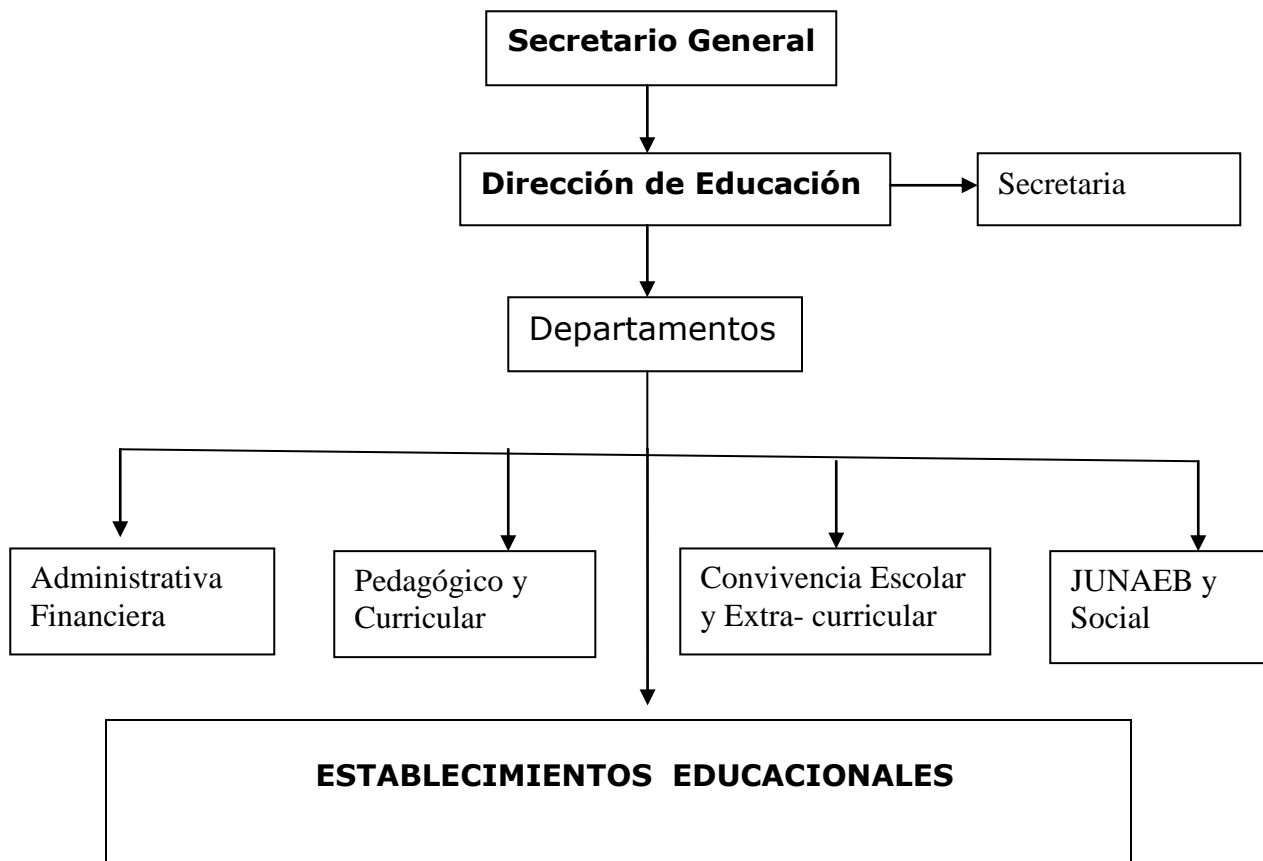 Secretario General
Dirección de Educación
Secretaria
Departamentos
Administrativa
Financiera
Pedagógico y
Curricular
Convivencia Escolar
y Extra- curricular
JUNAEB y
Social
ESTABLECIMIENTOS EDUCACIONALES